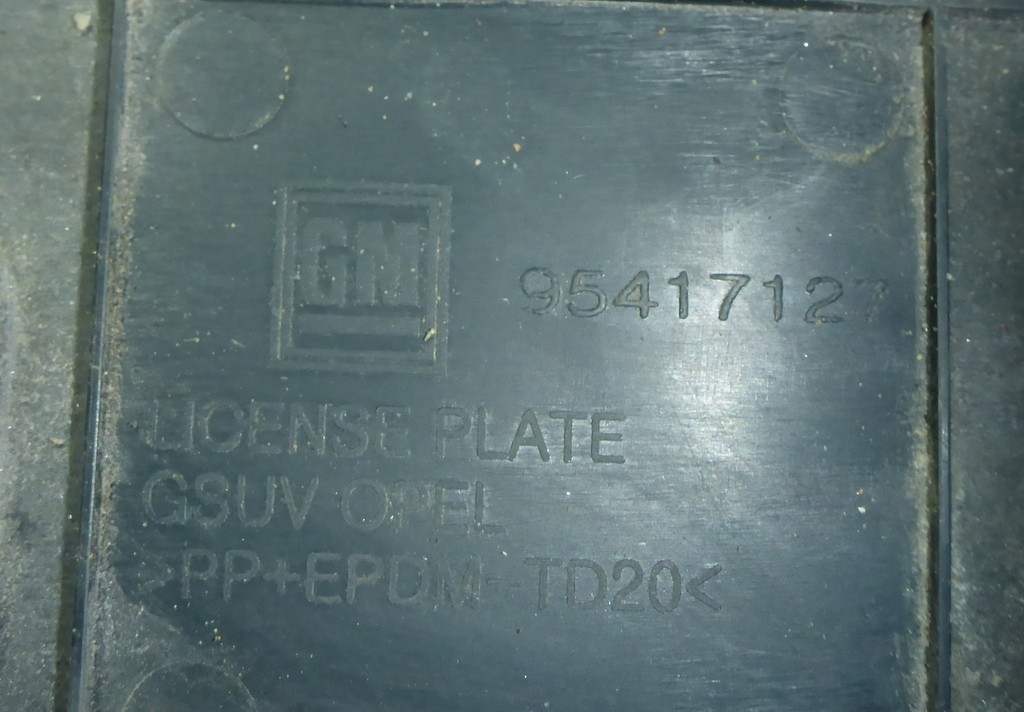 GM
95417127
LICENSE PLATE
GSUV OPEL
>PP+EPDM-TD20<